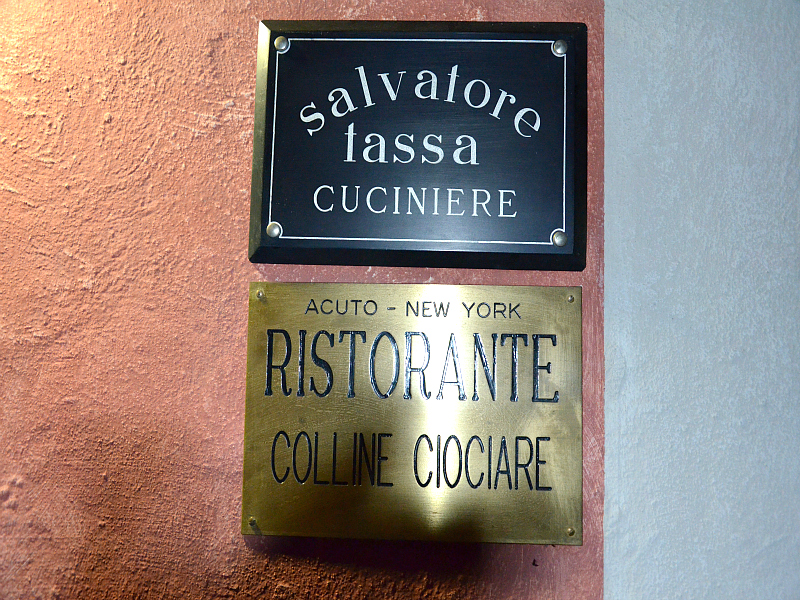 salvatore
tassa
CUCINIERE
ACUTO - NEW YORK
RISTORANTE
COLLINE CIOCIARE